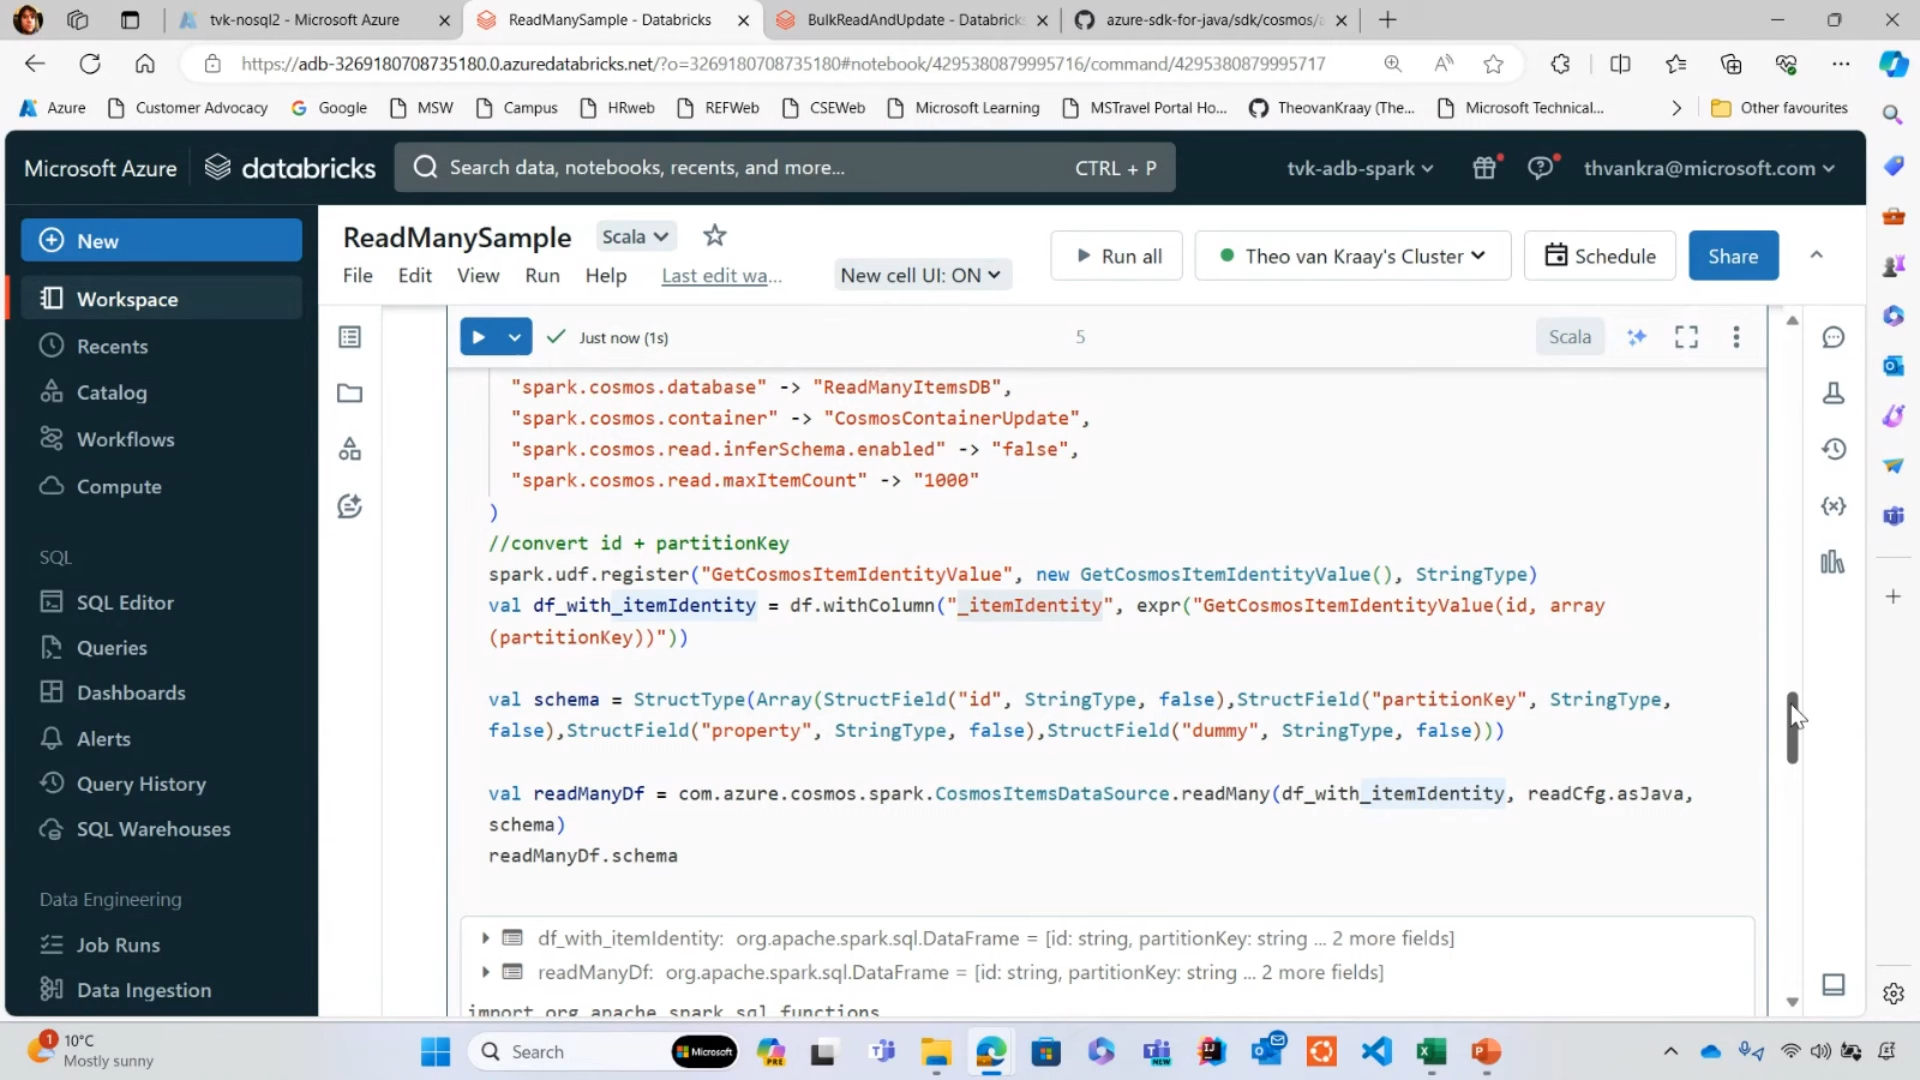 tvk-nosql2 - Microsoft Azure
ReadManySample - Databricks
BulkReadAndUpdate - Databricks
azure-sdk-for-java/sdk/cosmos/a
https://adb-3269180708735180.0.azuredatabricks.net/?o=3269180708735180#notebook/4295380879995716/command/4295380879995717
Azure
Customer Advocacy
Google
MSW
Campus
HRweb
REFWeb
CSEWeb
Microsoft Learning
MSTravel Portal Ho...
TheovanKraay (The...
Microsoft Technical...
Other favourites
Microsoft Azure
databricks
Search data, notebooks, recents, and more...
CTRL + P
tvk-adb-spark
thvankra@microsoft.com
New
Workspace
Recents
Catalog
Workflows
Compute
SQL
SQL Editor
Queries
Dashboards
Alerts
Query History
SQL Warehouses
Data Engineering
Job Runs
Data Ingestion
ReadManySample
Scala
File
Edit
View
Run
Help
Last edit wa...
New cell UI: ON
Run all
Theo van Kraay's Cluster
Schedule
Share
Just now (1s)
5
Scala
"spark.cosmos.database" -> "ReadManyItemsDB",
"spark.cosmos.container" -> "CosmosContainerUpdate",
"spark.cosmos.read.inferSchema.enabled" -> "false",
"spark.cosmos.read.maxItemCount" -> "1000"
)
//convert id + partitionKey
spark.udf.register("GetCosmosItemIdentityValue", new GetCosmosItemIdentityValue(), StringType)
val df_with_itemIdentity = df.withColumn("_itemIdentity", expr("GetCosmosItemIdentityValue(id, array
(partitionKey))"))
val schema = StructType(Array(StructField("id", StringType, false),StructField("partitionKey", StringType,
false),StructField("property", StringType, false),StructField("dummy", StringType, false)))
val readManyDf = com.azure.cosmos.spark.CosmosItemsDataSource.readMany(df_with_itemIdentity, readCfg.asJava,
schema)
readManyDf.schema
df_with_itemIdentity: org.apache.spark.sql.DataFrame = [id: string, partitionKey: string ... 2 more fields]
readManyDf: org.apache.spark.sql.DataFrame = [id: string, partitionKey: string ... 2 more fields]
import org.apache.spark.sql.functions
1
10°C
Mostly sunny
Search
Microsoft
PRE
NEW